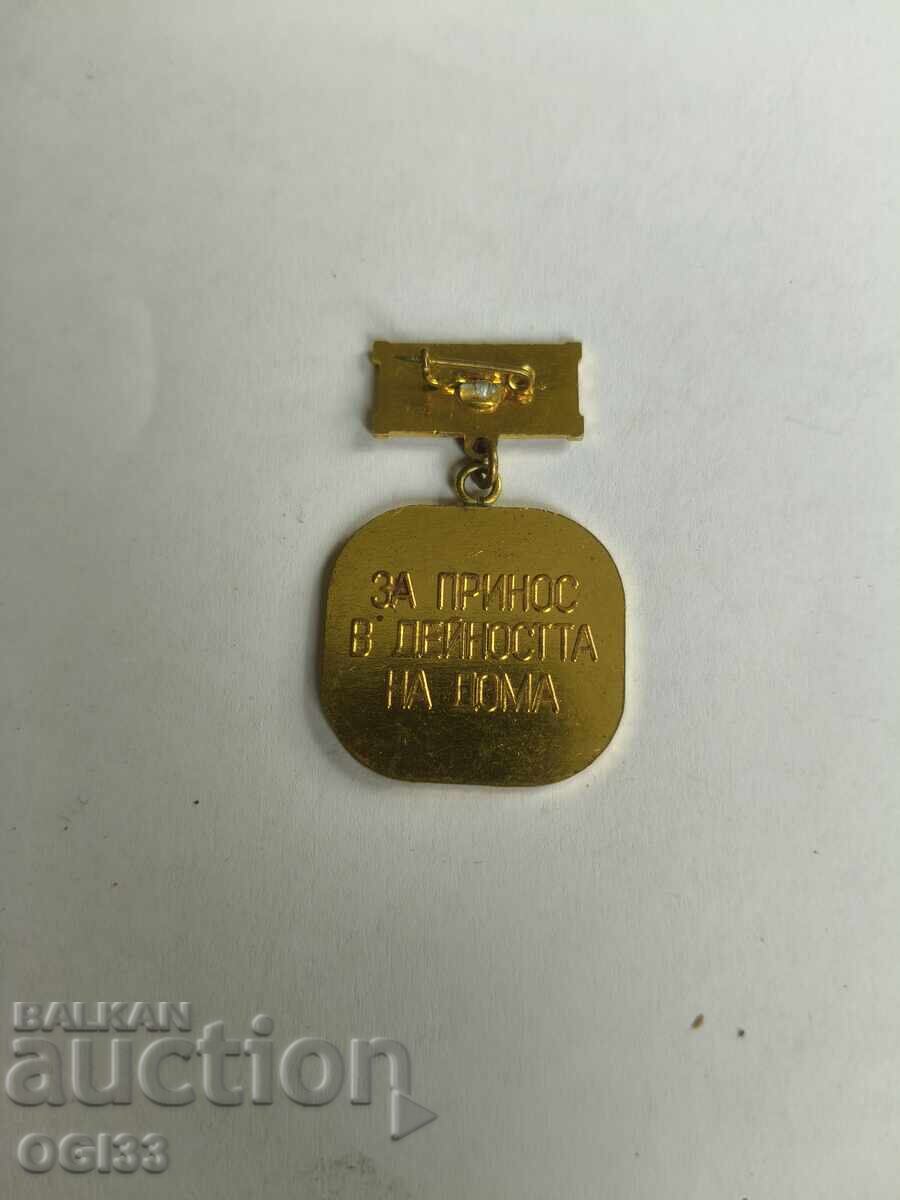 ЗА ПРИНОС
В ДЕЙНОСТТА
НА ДОМА
BALKAN
auction
OGI33